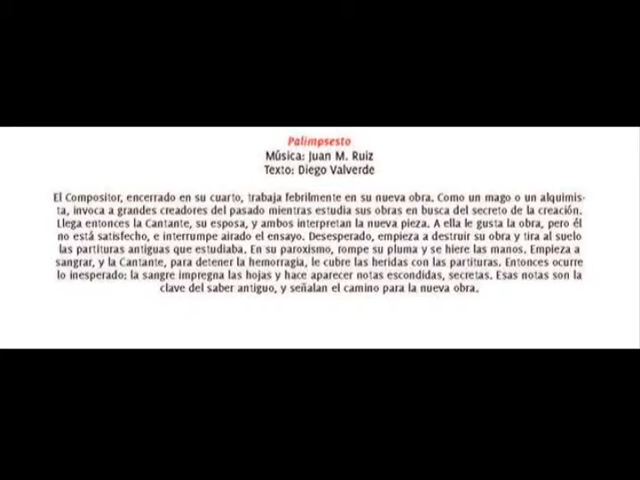 Palimpsesto
Música: Juan M. Ruiz
Texto: Diego Valverde
El Compositor, encerrado en su cuarto, trabaja febrilmente en su nueva obra. Como un mago o un alquimis-
ta, invoca a grandes creadores del pasado mientras estudia sus obras en busca del secreto de la creación.
Llega entonces la Cantante, su esposa, y ambos interpretan la nueva pieza. A ella le gusta la obra, pero él
no está satisfecho, e interrumpe airado el ensayo. Desesperado, empieza a destruir su obra y tira al suelo
las partituras antiguas que estudiaba. En su paroxismo, rompe su pluma y se hiere las manos. Empieza a
sangrar, y la Cantante, para detener la hemorragia, le cubre las heridas con las partituras. Entonces ocurre
lo inesperado: la sangre impregna las hojas y hace aparecer notas escondidas, secretas. Esas notas son la
clave del saber antiguo, y señalan el camino para la nueva obra.